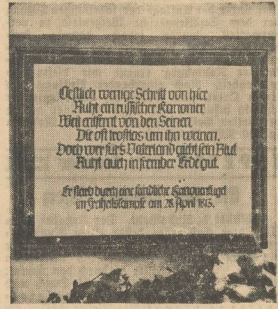 Oestlich wenige Schritt von hier
Ruht ein russischer Kanonier
Weit entfernt von den Seinen
Die oft trostlos um ihn weinen,
Doch wer fürs Vaterland giebt sein Blut
Ruht auch in fremder Erde gut.
Er starb durch eine feindliche Kanonenkugel
im Freiheitskampfe am 28. April 1813.